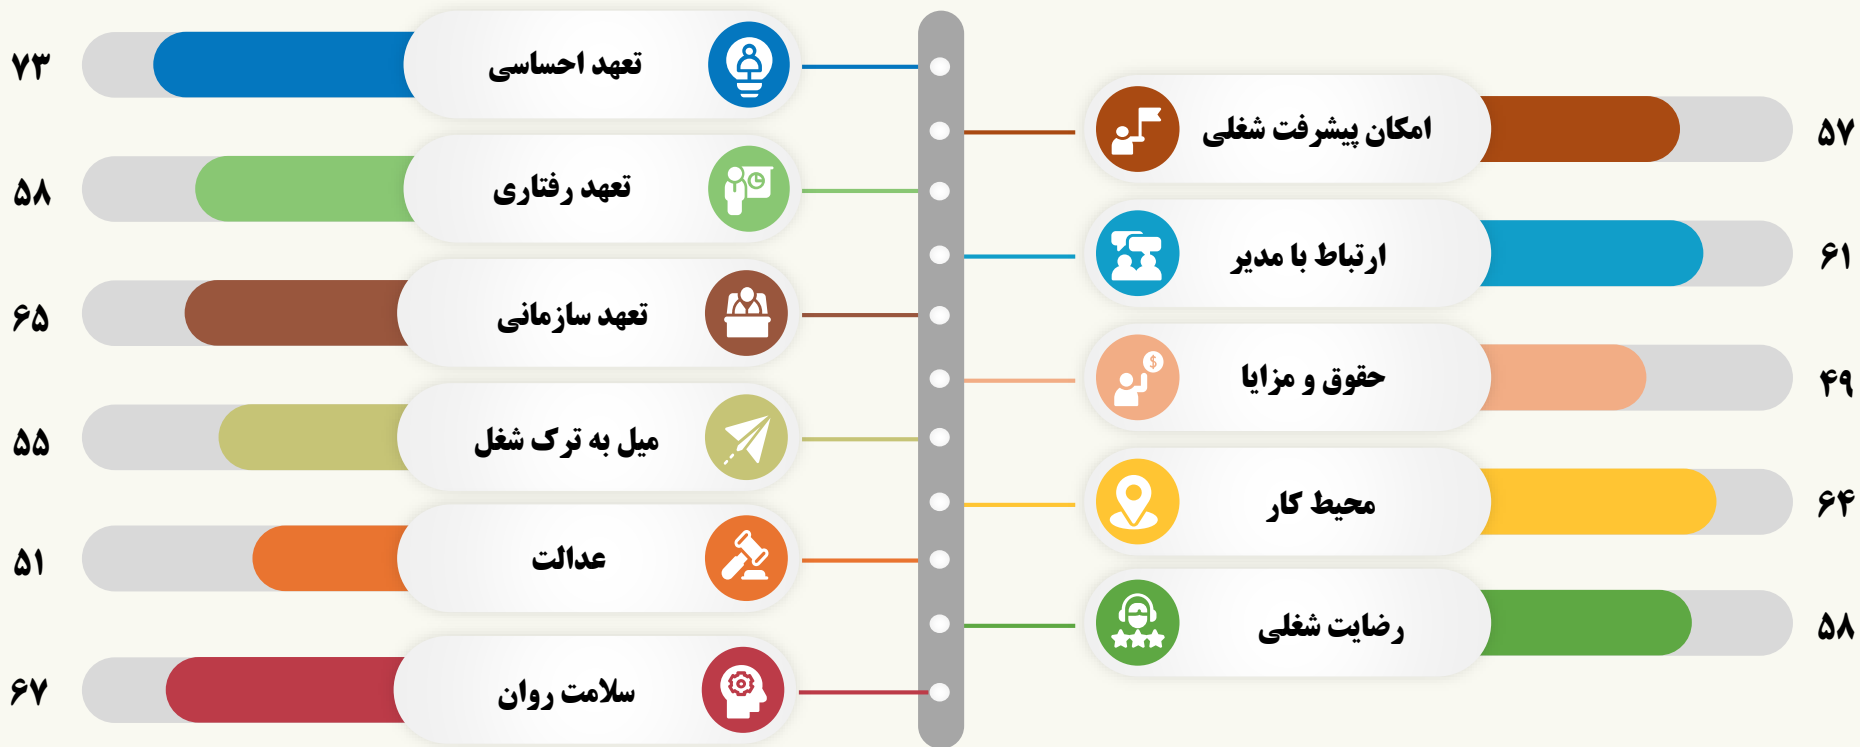 امکان پیشرفت شغلی ۵۷
ارتباط با مدیر ۶۱
حقوق و مزایا ۴۹
محیط کار ۶۴
رضایت شغلی ۵۸
تعهد احساسی ۷۳
تعهد رفتاری ۵۸
تعهد سازمانی ۶۵
میل به ترک شغل ۵۵
عدالت ۵۱
سلامت روان ۶۷